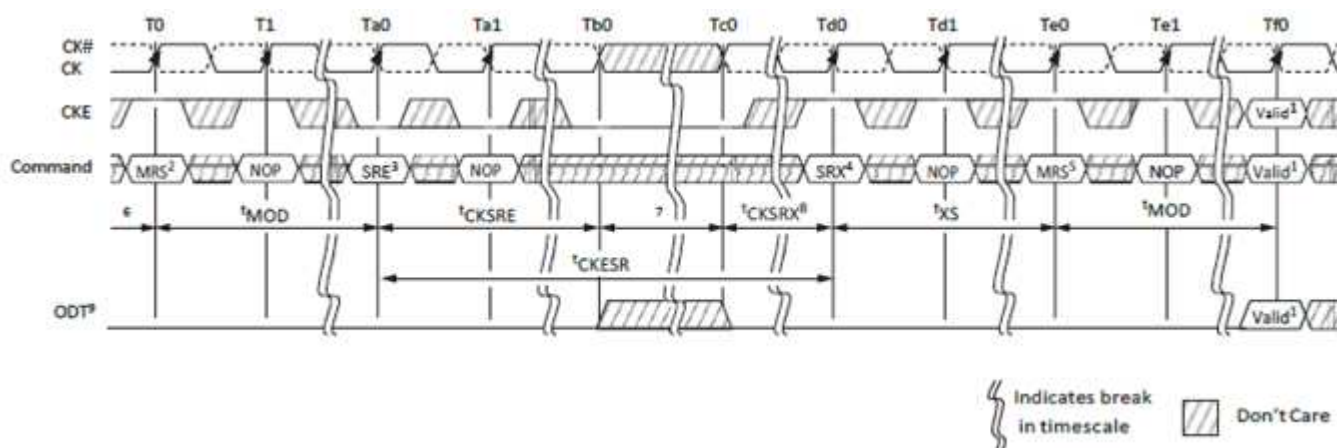 T0 T1 Ta0 Ta1 Tb0 Tc0 Td0 Td1 Te0 Te1 Tf0
CK#
CK
CKE Valid¹
Command MRS² NOP SRE³ NOP SRX⁴ NOP MRS⁵ NOP Valid¹
6 tMOD tCKSRE 7 tCKSRX⁸ tXS tMOD
tCKESR
ODT⁹ Valid¹
Indicates break
in timescale
Don't Care